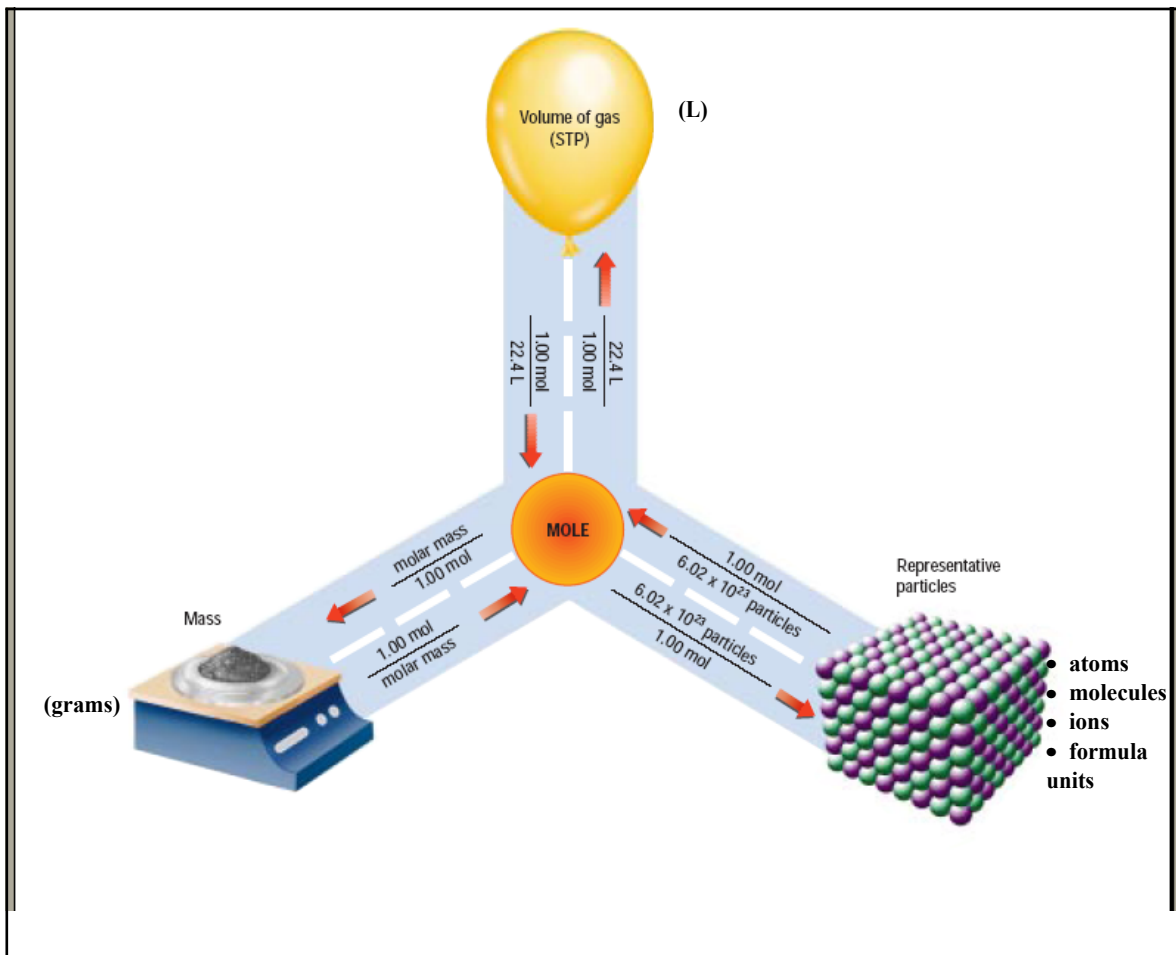 Volume of gas
(STP)
(L)
1.00 mol
22.4 L
22.4 L
1.00 mol
MOLE
molar mass
1.00 mol
1.00 mol
molar mass
1.00 mol
6.02 x 10²³ particles
6.02 x 10²³ particles
1.00 mol
Mass
(grams)
Representative
particles
• atoms
• molecules
• ions
• formula
units